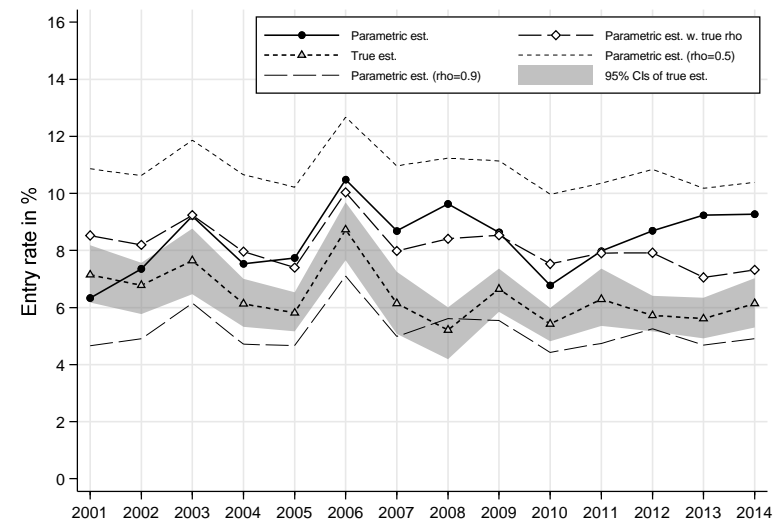 16
14
12
10
8
6
4
2
0
Entry rate in %
Parametric est.
Parametric est. w. true rho
True est.
Parametric est. (rho=0.5)
Parametric est. (rho=0.9)
95% CIs of true est.
2001 2002 2003 2004 2005 2006 2007 2008 2009 2010 2011 2012 2013 2014